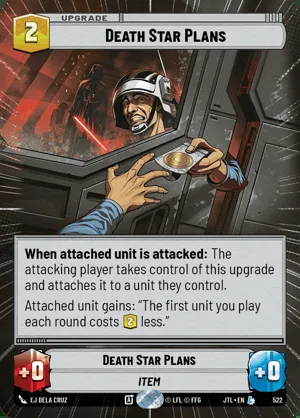 UPGRADE
2
DEATH STAR PLANS
When attached unit is attacked: The
attacking player takes control of this upgrade
and attaches it to a unit they control.
Attached unit gains: “The first unit you play
each round costs 2 less.”
DEATH STAR PLANS
+0
+0
ITEM
EJ DELA CRUZ
© LFL © FFG
JTL • EN
522